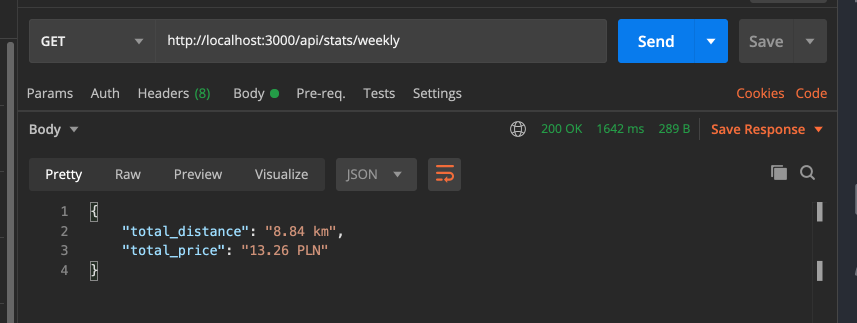 GET http://localhost:3000/api/stats/weekly Send Save
Params Auth Headers (8) Body Pre-req. Tests Settings Cookies Code
Body 200 OK 1642 ms 289 B Save Response
Pretty Raw Preview Visualize JSON
1 {
2 "total_distance": "8.84 km",
3 "total_price": "13.26 PLN"
4 }